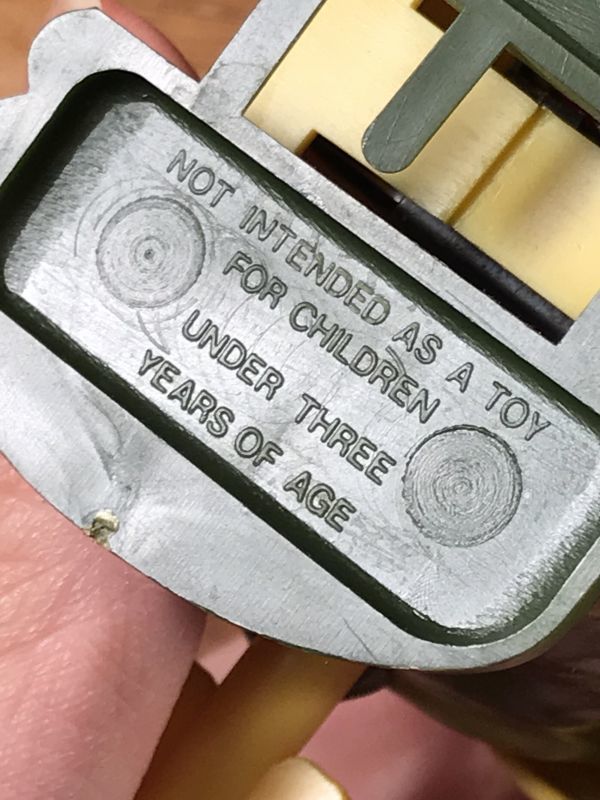 NOT INTENDED AS A TOY
FOR CHILDREN
UNDER THREE
YEARS OF AGE